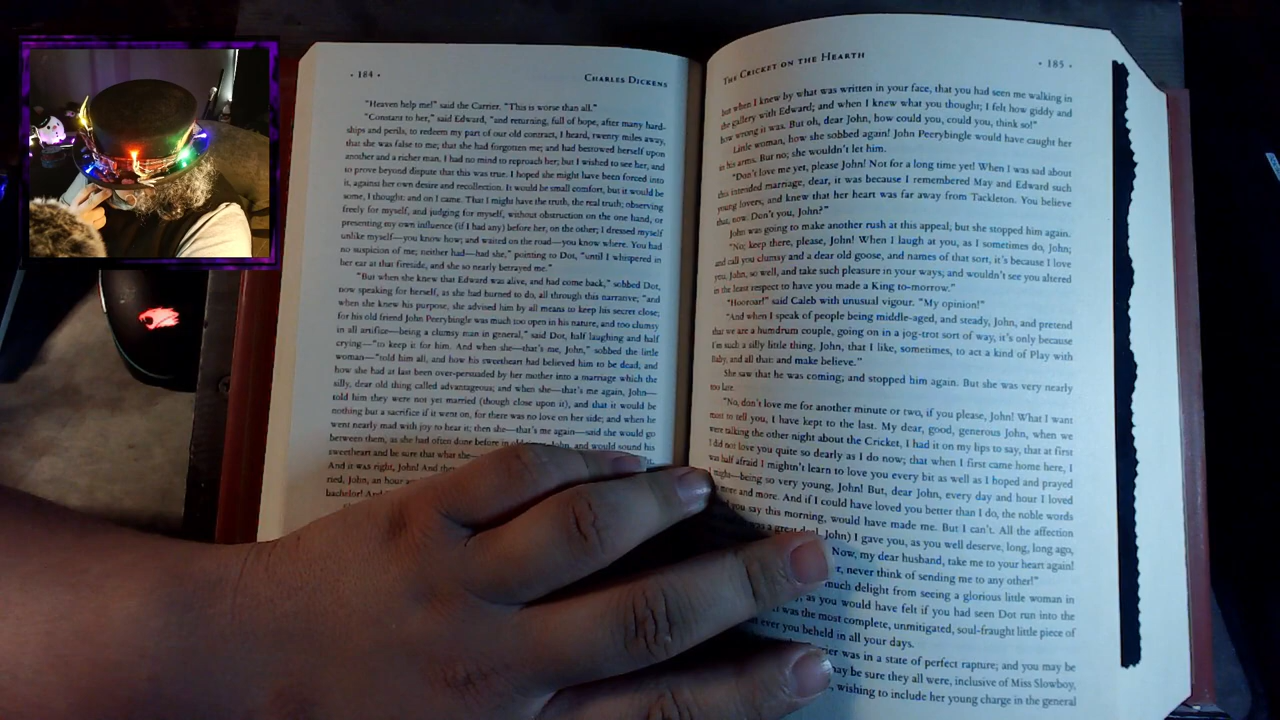 • 184 •
CHARLES DICKENS
"Heaven help me!" said the Carrier. "This is worse than all."
"Constant to her," said Edward, "and returning, full of hope, after many hard-
ships and perils, to redeem my part of our old contract, I heard, twenty miles away,
that she was false to me; that she had forgotten me; and had bestowed herself upon
another and a richer man. I had no mind to reproach her; but I wished to see her, and
to prove beyond dispute that this was true. I hoped she might have been forced into
it, against her own desire and recollection. It would be small comfort, but it would be
some, I thought: and on I came. That I might have the truth, the real truth; observing
freely for myself, and judging for myself, without obstruction on the one hand, or
presenting my own influence (if I had any) before her, on the other; I dressed myself
unlike myself—you know how; and waited on the road—you know where. You had
no suspicion of me; neither had—had she," pointing to Dot, "until I whispered in
her ear at that fireside, and she so nearly betrayed me."
"But when she knew that Edward was alive, and had come back," sobbed Dot,
now speaking for herself, as she had burned to do, all through this narrative; "and
when she knew his purpose, she advised him by all means to keep his secret close;
for his old friend John Peerybingle was much too open in his nature, and too clumsy
in all artifice—being a clumsy man in general," said Dot, half laughing and half
crying—"to keep it for him. And when she—that's me, John," sobbed the little
woman—"told him all, and how his sweetheart had believed him to be dead; and
how she had at last been over-persuaded by her mother into a marriage which the
silly, dear old thing called advantageous; and when she—that's me again, John—
told him they were not yet married (though close upon it), and that it would be
nothing but a sacrifice if it went on, for there was no love on her side; and when he
went nearly mad with joy to hear it; then she—that's me again—said she would go
between them, as she had often done before in old John, and would sound his
sweetheart and be sure that what she—
And it was right, John! And the
ried, John, an hour
bachelor! And
THE CRICKET ON THE HEARTH
• 185 •
but when I knew by what was written in your face, that you had seen me walking in
the gallery with Edward; and when I knew what you thought; I felt how giddy and
how wrong it was. But oh, dear John, how could you, could you, think so!"
Little woman, how she sobbed again! John Peerybingle would have caught her
in his arms. But no; she wouldn't let him.
"Don't love me yet, please John! Not for a long time yet! When I was sad about
this intended marriage, dear, it was because I remembered May and Edward such
young lovers; and knew that her heart was far away from Tackleton. You believe
that, now. Don't you, John?"
John was going to make another rush at this appeal, but she stopped him again.
"No; keep there, please, John! When I laugh at you, as I sometimes do, John;
and call you clumsy and a dear old goose, and names of that sort, it's because I love
you, John, so well, and take such pleasure in your ways; and wouldn't see you altered
in the least respect to have you made a King to-morrow."
"Hooroar!" said Caleb with unusual vigour. "My opinion!"
"And when I speak of people being middle-aged, and steady, John, and pretend
that we are a humdrum couple, going on in a jog-trot sort of way, it's only because
I'm such a silly little thing, John, that I like, sometimes, to act a kind of Play with
Baby, and all that: and make believe."
She saw that he was coming; and stopped him again. But she was very nearly
too late.
"No, don't love me for another minute or two, if you please, John! What I want
most to tell you, I have kept to the last. My dear, good, generous John, when we
were talking the other night about the Cricket, I had it on my lips to say, that at first
I did not love you quite so dearly as I do now; that when I first came home here, I
was half afraid I mightn't learn to love you every bit as well as I hoped and prayed
I might—being so very young, John! But, dear John, every day and hour I loved
more and more. And if I could have loved you better than I do, the noble words
you say this morning, would have made me. But I can't. All the affection
was a great deal, John) I gave you, as you well deserve, long, long ago,
Now, my dear husband, take me to your heart again!
never think of sending me to any other!"
much delight from seeing a glorious little woman in
as you would have felt if you had seen Dot run into the
was the most complete, unmitigated, soul-fraught little piece of
ever you beheld in all your days.
was in a state of perfect rapture; and you may be
may be sure they all were, inclusive of Miss Slowboy,
wishing to include her young charge in the general